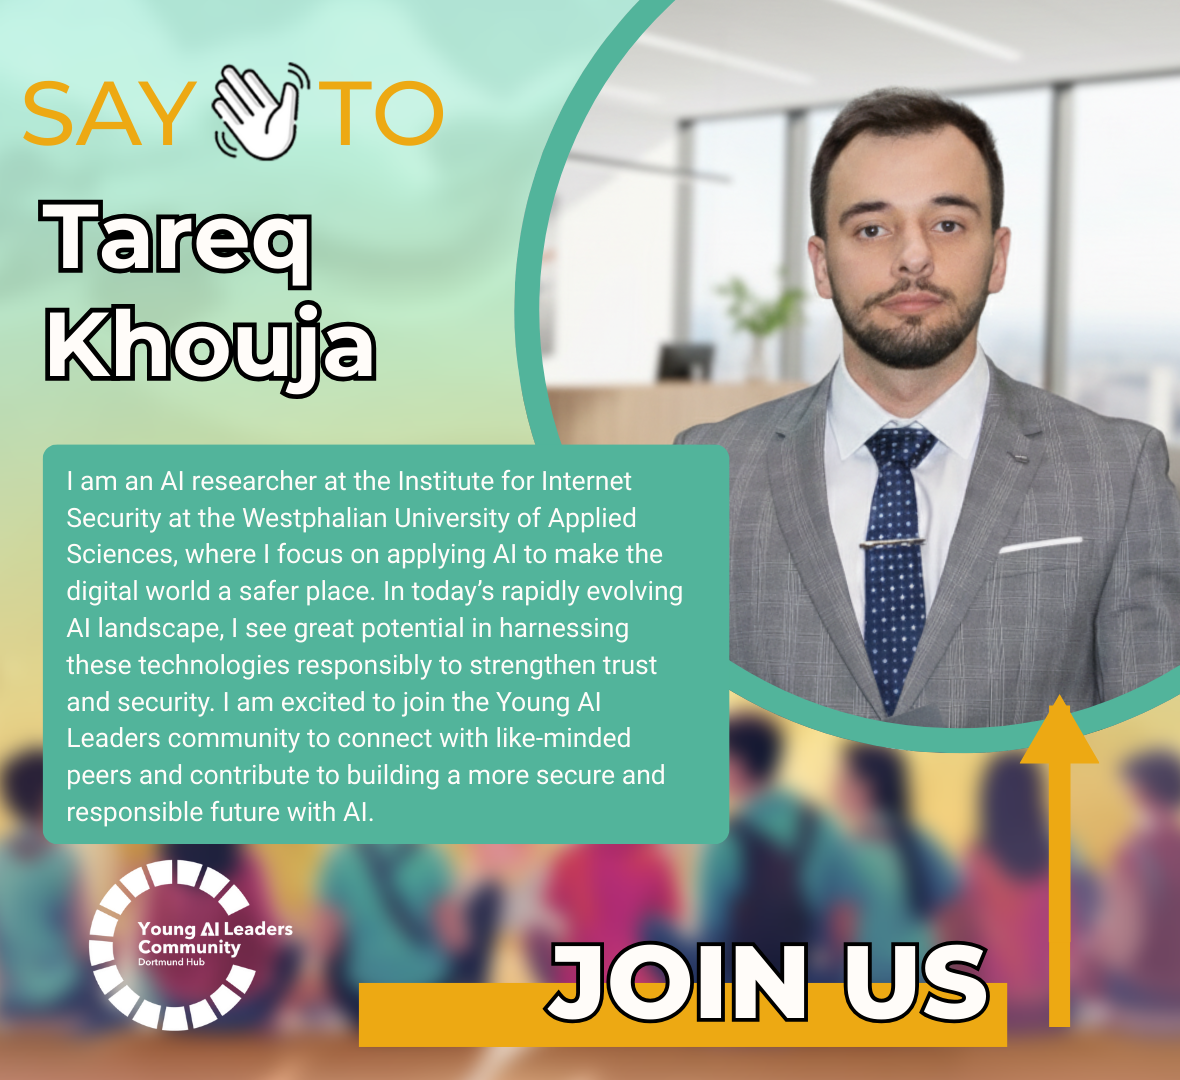 SAY 👋 TO
Tareq
Khouja
I am an AI researcher at the Institute for Internet
Security at the Westphalian University of Applied
Sciences, where I focus on applying AI to make the
digital world a safer place. In today’s rapidly evolving
AI landscape, I see great potential in harnessing
these technologies responsibly to strengthen trust
and security. I am excited to join the Young AI
Leaders community to connect with like-minded
peers and contribute to building a more secure and
responsible future with AI.
Young AI Leaders
Community
Dortmund Hub
JOIN US